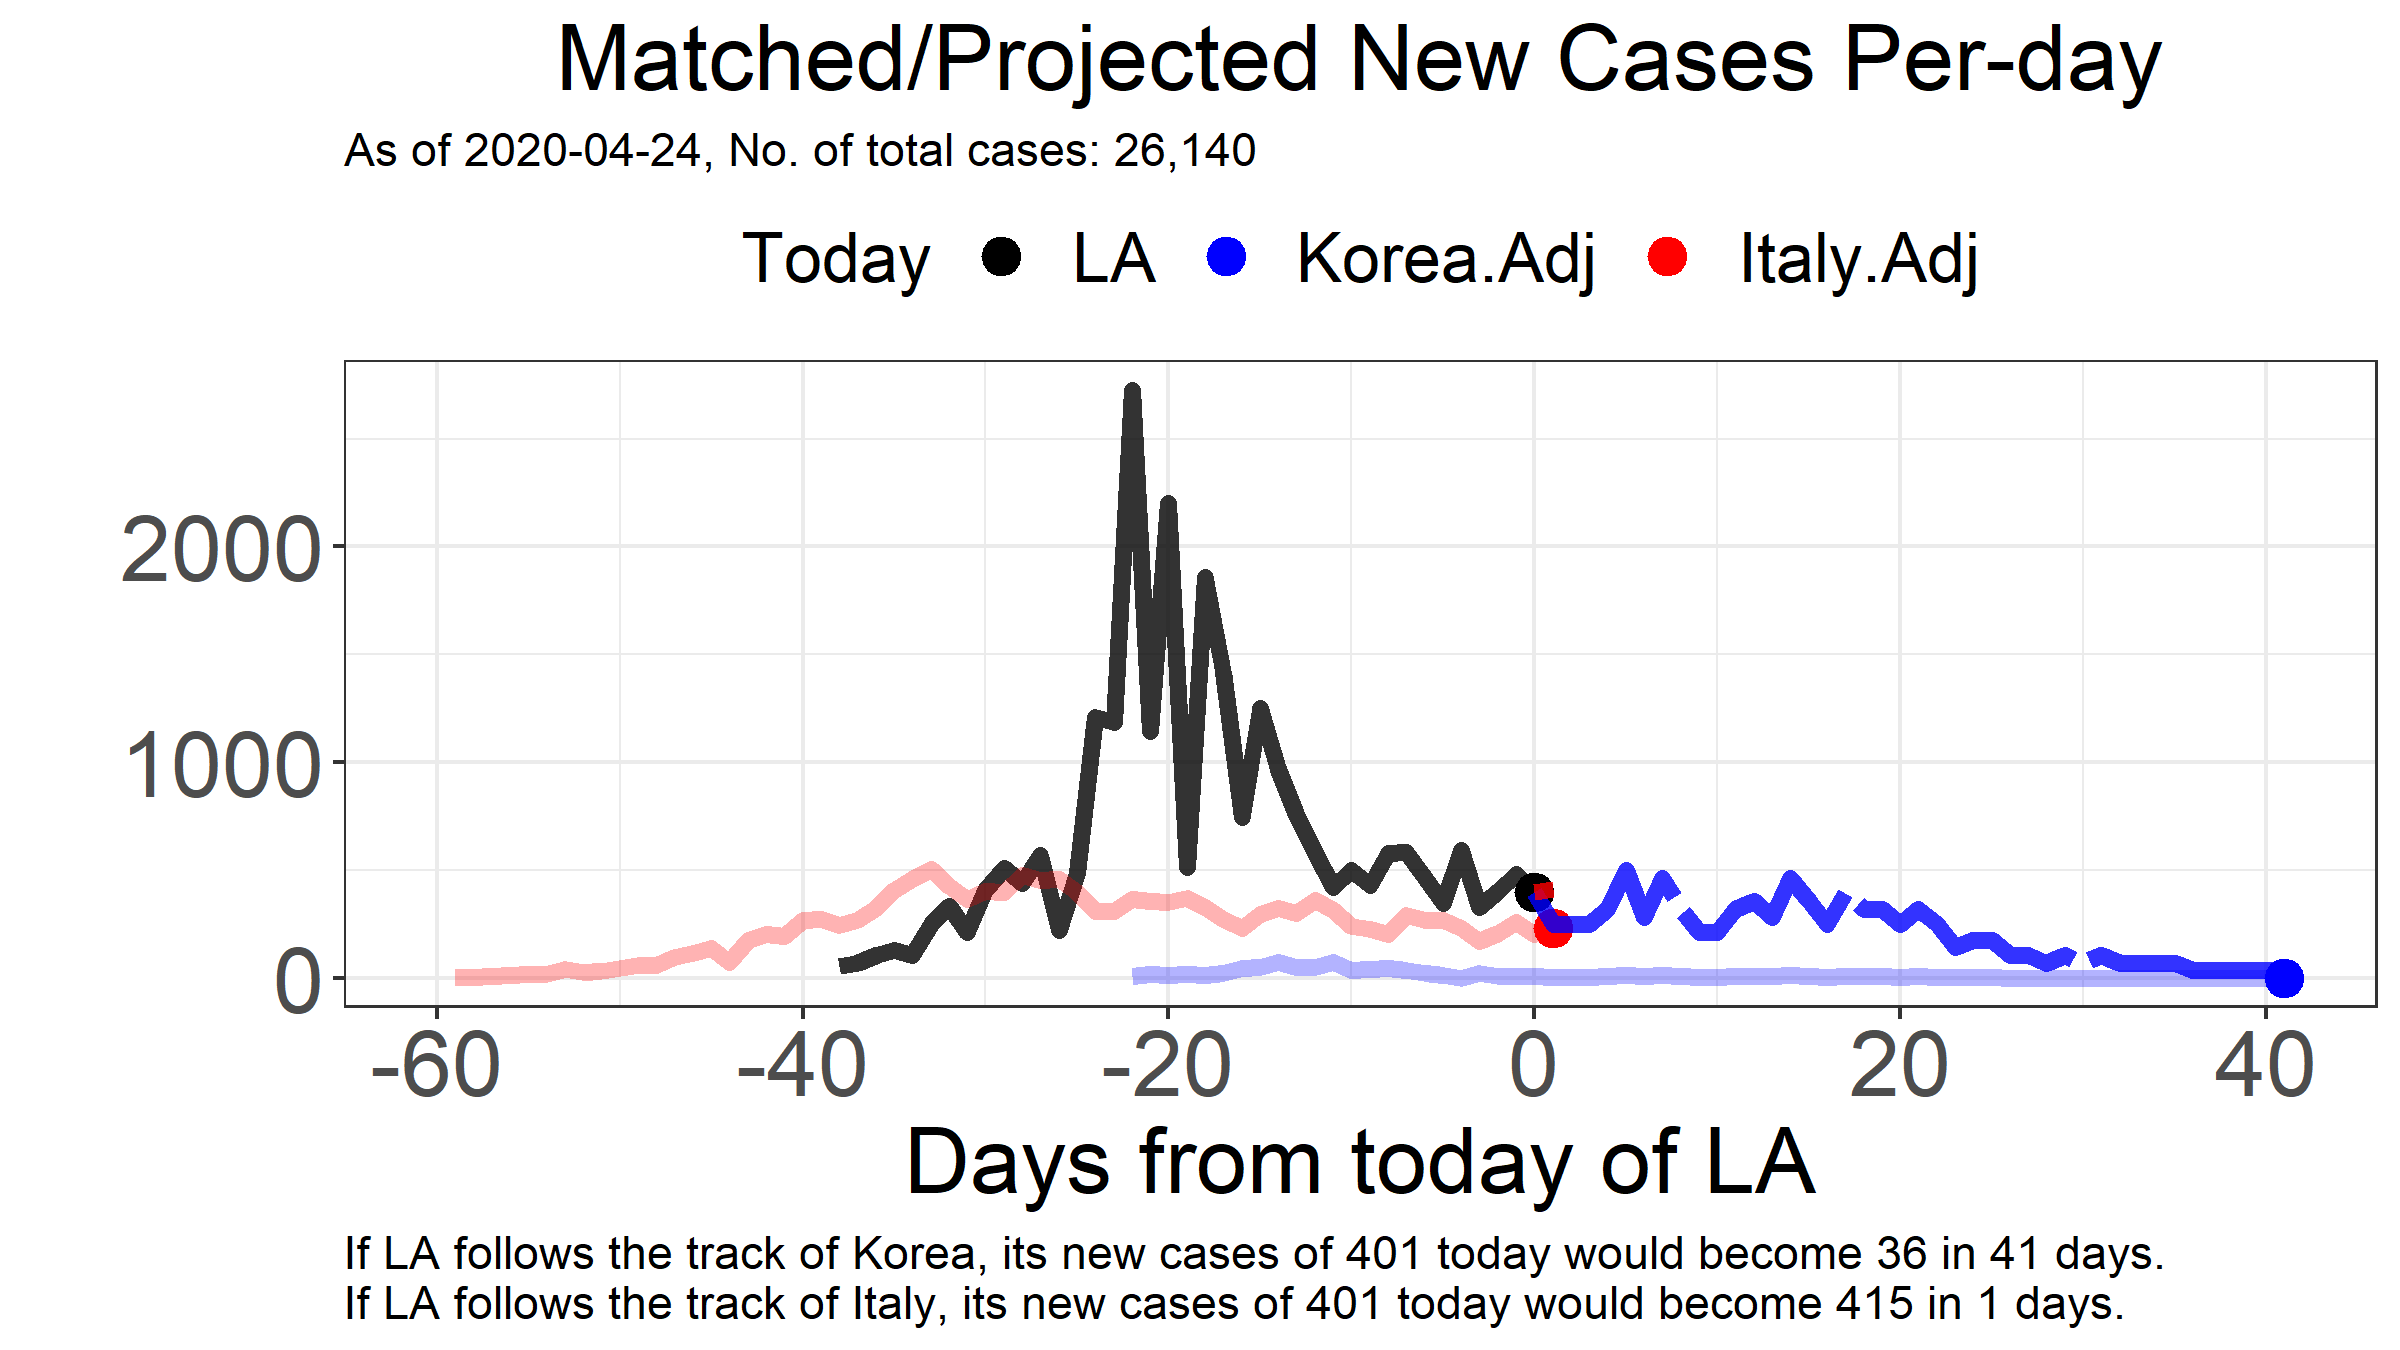 Matched/Projected New Cases Per-day
As of 2020-04-24, No. of total cases: 26,140
Today LA Korea.Adj Italy.Adj
2000
1000
0
-60 -40 -20 0 20 40
Days from today of LA
If LA follows the track of Korea, its new cases of 401 today would become 36 in 41 days.
If LA follows the track of Italy, its new cases of 401 today would become 415 in 1 days.